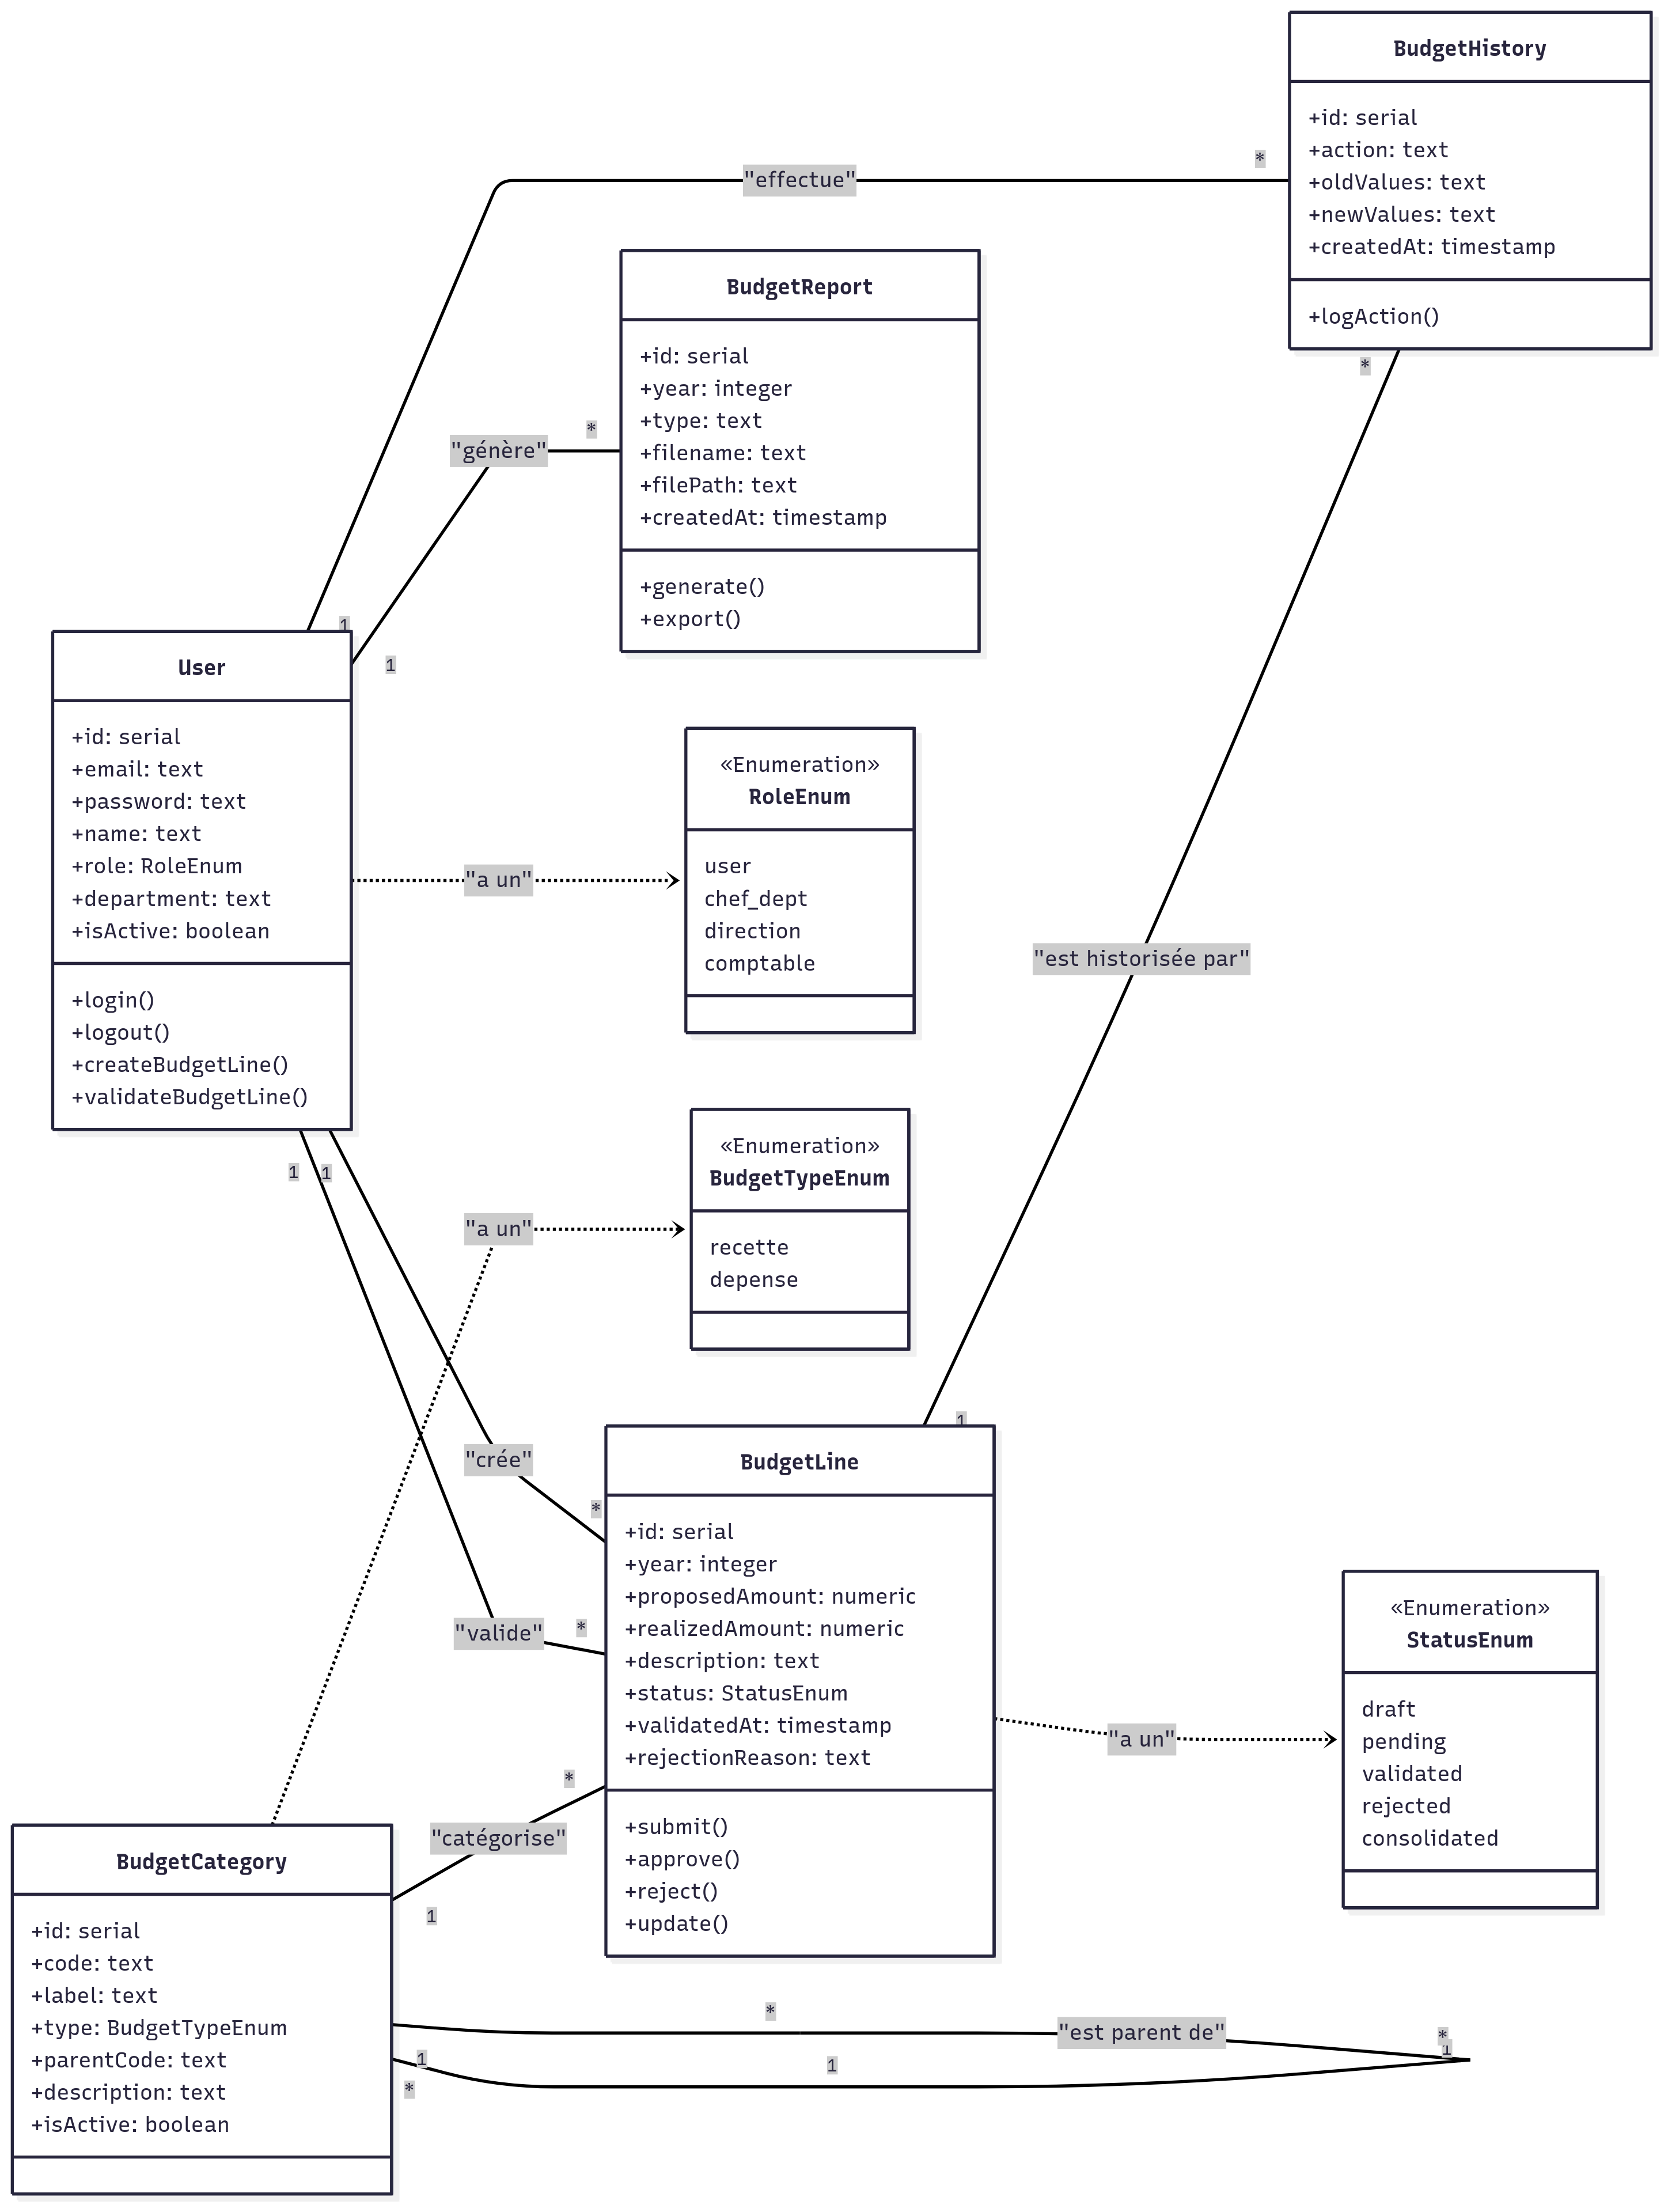 BudgetHistory
+id: serial
+action: text
+oldValues: text
+newValues: text
+createdAt: timestamp
+logAction()
*
"effectue"
*
BudgetReport
+id: serial
+year: integer
+type: text
+filename: text
+filePath: text
+createdAt: timestamp
+generate()
+export()
"génère"
*
1
1
User
+id: serial
+email: text
+password: text
+name: text
+role: RoleEnum
+department: text
+isActive: boolean
+login()
+logout()
+createBudgetLine()
+validateBudgetLine()
"a un"
«Enumeration»
RoleEnum
user
chef_dept
direction
comptable
"est historisée par"
1
1
1
"a un"
«Enumeration»
BudgetTypeEnum
recette
depense
"crée"
*
"valide"
*
BudgetLine
+id: serial
+year: integer
+proposedAmount: numeric
+realizedAmount: numeric
+description: text
+status: StatusEnum
+validatedAt: timestamp
+rejectionReason: text
+submit()
+approve()
+reject()
+update()
"a un"
«Enumeration»
StatusEnum
draft
pending
validated
rejected
consolidated
*
"catégorise"
1
BudgetCategory
+id: serial
+code: text
+label: text
+type: BudgetTypeEnum
+parentCode: text
+description: text
+isActive: boolean
*
"est parent de"
*
1
1
1
*